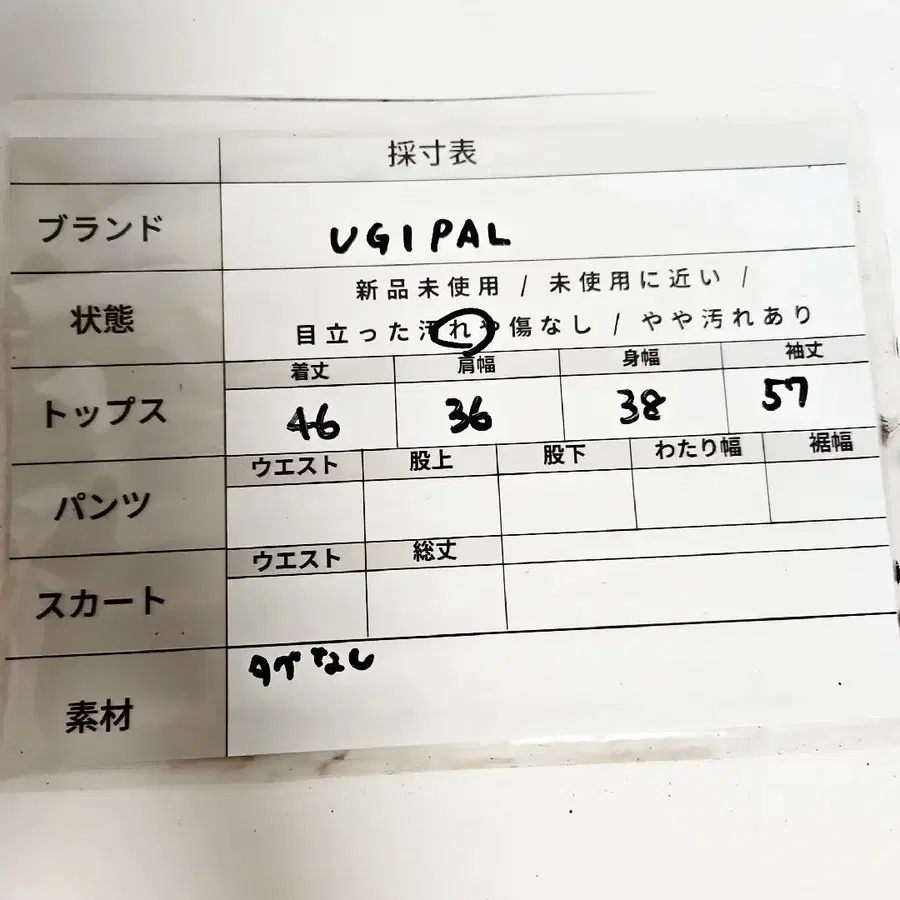 採寸表
ブランド UGIPAL
状態 新品未使用 / 未使用に近い /
目立った汚れや傷なし / やや汚れあり
トップス 着丈 肩幅 身幅 袖丈
46 36 38 57
パンツ ウエスト 股上 股下 わたり幅 裾幅
スカート ウエスト 総丈
素材 タグなし